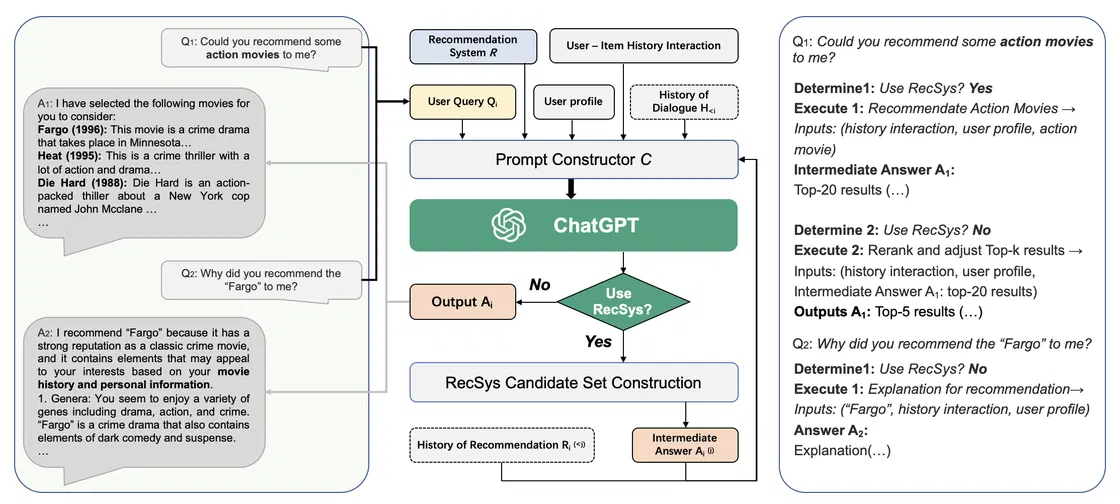 Q1: Could you recommend some
action movies to me?
A1: I have selected the following movies for
you to consider:
Fargo (1996): This movie is a crime drama
that takes place in Minnesota…
Heat (1995): This is a crime thriller with a
lot of action and drama…
Die Hard (1988): Die Hard is an action-
packed thiller about a New York cop
named John Mcclane …
…
Q2: Why did you recommend the
“Fargo” to me?
A2: I recommend “Fargo” because it has a
strong reputation as a classic crime movie,
and it contains elements that may appeal
to your interests based on your movie
history and personal information.
1. Genera: You seem to enjoy a variety of
genes including drama, action, and crime.
“Fargo” is a crime drama that also contains
elements of dark comedy and suspense.
…
Recommendation
System R
User – Item History Interaction
User Query Qi
User profile
History of
Dialogue H<i
Prompt Constructor C
ChatGPT
Use
RecSys?
No
Output Ai
Yes
RecSys Candidate Set Construction
History of Recommendation Ri (<j)
Intermediate
Answer Ai (j)
Q1: Could you recommend some action movies
to me?
Determine1: Use RecSys? Yes
Execute 1: Recommendate Action Movies →
Inputs: (history interaction, user profile, action
movie)
Intermediate Answer A1:
Top-20 results (…)
Determine 2: Use RecSys? No
Execute 2: Rerank and adjust Top-k results →
Inputs: (history interaction, user profile,
Intermediate Answer A1: top-20 results)
Outputs A1: Top-5 results (…)
Q2: Why did you recommend the “Fargo” to me?
Determine1: Use RecSys? No
Execute 1: Explanation for recommendation→
Inputs: (“Fargo”, history interaction, user profile)
Answer A2:
Explanation(…)